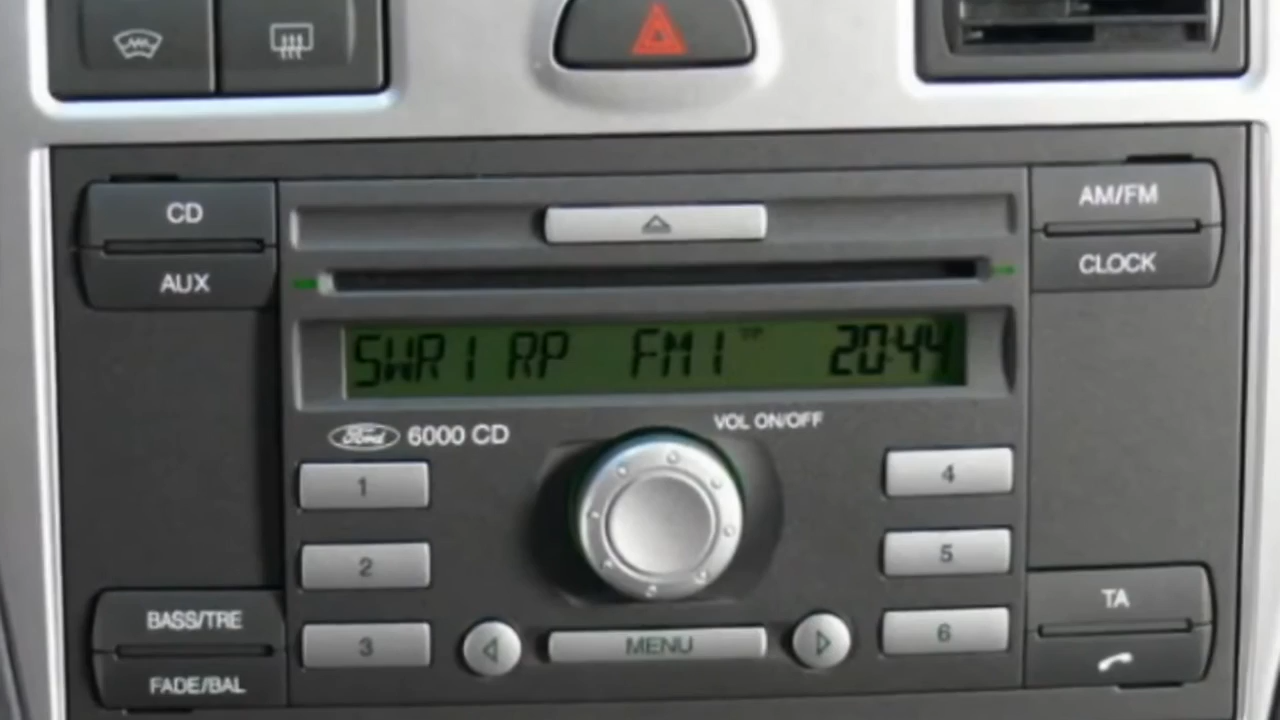 CD
AM/FM
AUX
CLOCK
SWR1 RP FM1 20:44
VOL ON/OFF
Ford 6000 CD
1
4
2
5
BASS/TRE
TA
3
MENU
6
FADE/BAL